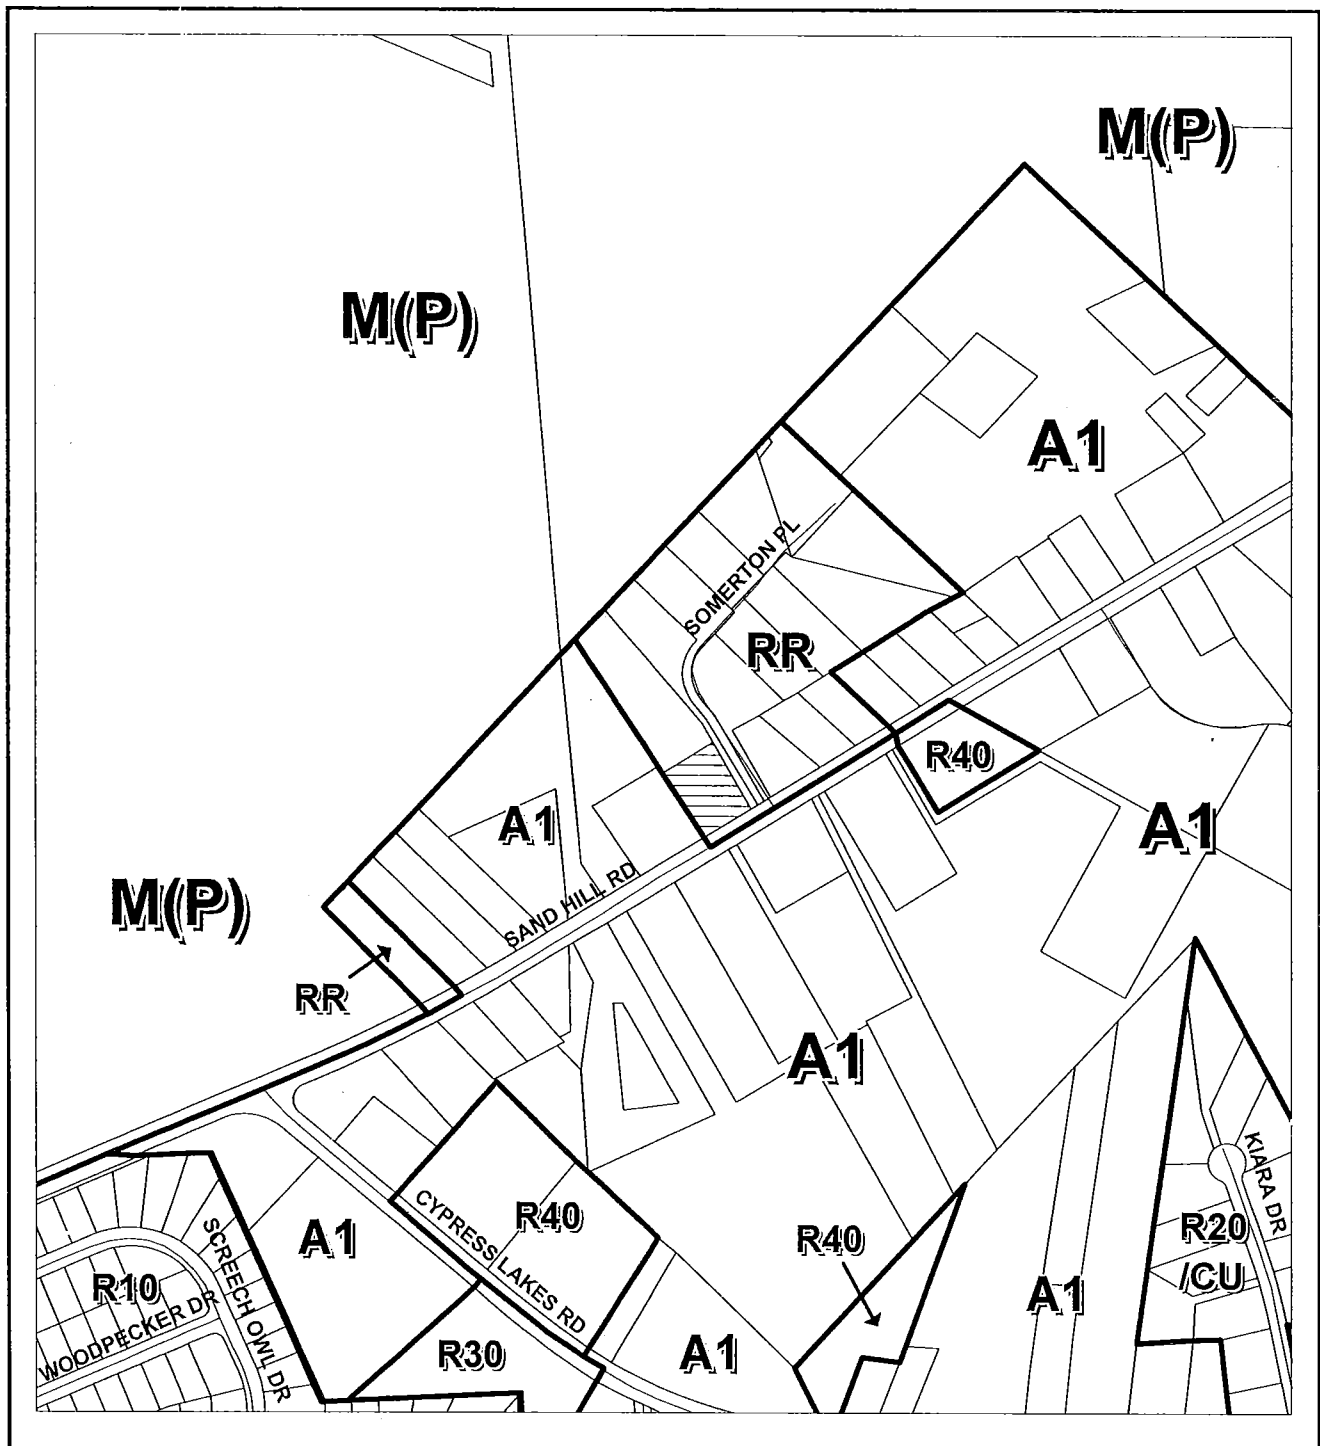 M(P)
M(P)
A1
SOMERTON PL
RR
R40
A1
A1
M(P)
SAND HILL RD
RR
A1
KIARA DR
R40
CYPRESS LAKES RD
R40
R20
/CU
A1
SCREECH OWL DR
R10
WOODPECKER DR
A1
R30
A1